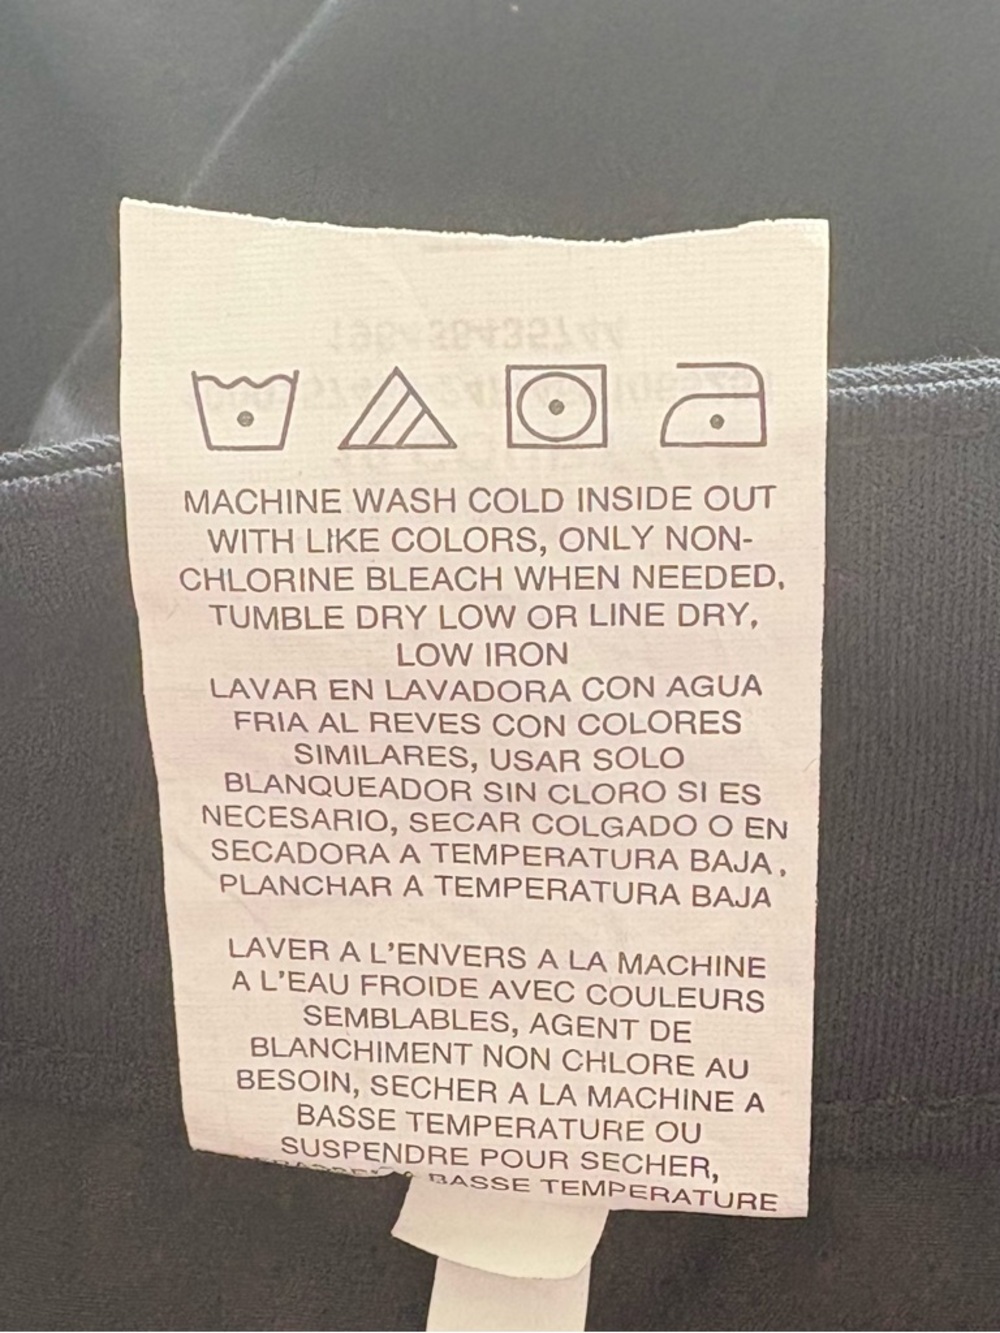 MACHINE WASH COLD INSIDE OUT
WITH LIKE COLORS, ONLY NON-
CHLORINE BLEACH WHEN NEEDED,
TUMBLE DRY LOW OR LINE DRY,
LOW IRON
LAVAR EN LAVADORA CON AGUA
FRIA AL REVES CON COLORES
SIMILARES, USAR SOLO
BLANQUEADOR SIN CLORO SI ES
NECESARIO, SECAR COLGADO O EN
SECADORA A TEMPERATURA BAJA,
PLANCHAR A TEMPERATURA BAJA
LAVER A L'ENVERS A LA MACHINE
A L'EAU FROIDE AVEC COULEURS
SEMBLABLES, AGENT DE
BLANCHIMENT NON CHLORE AU
BESOIN, SECHER A LA MACHINE A
BASSE TEMPERATURE OU
SUSPENDRE POUR SECHER,
BASSE TEMPERATURE